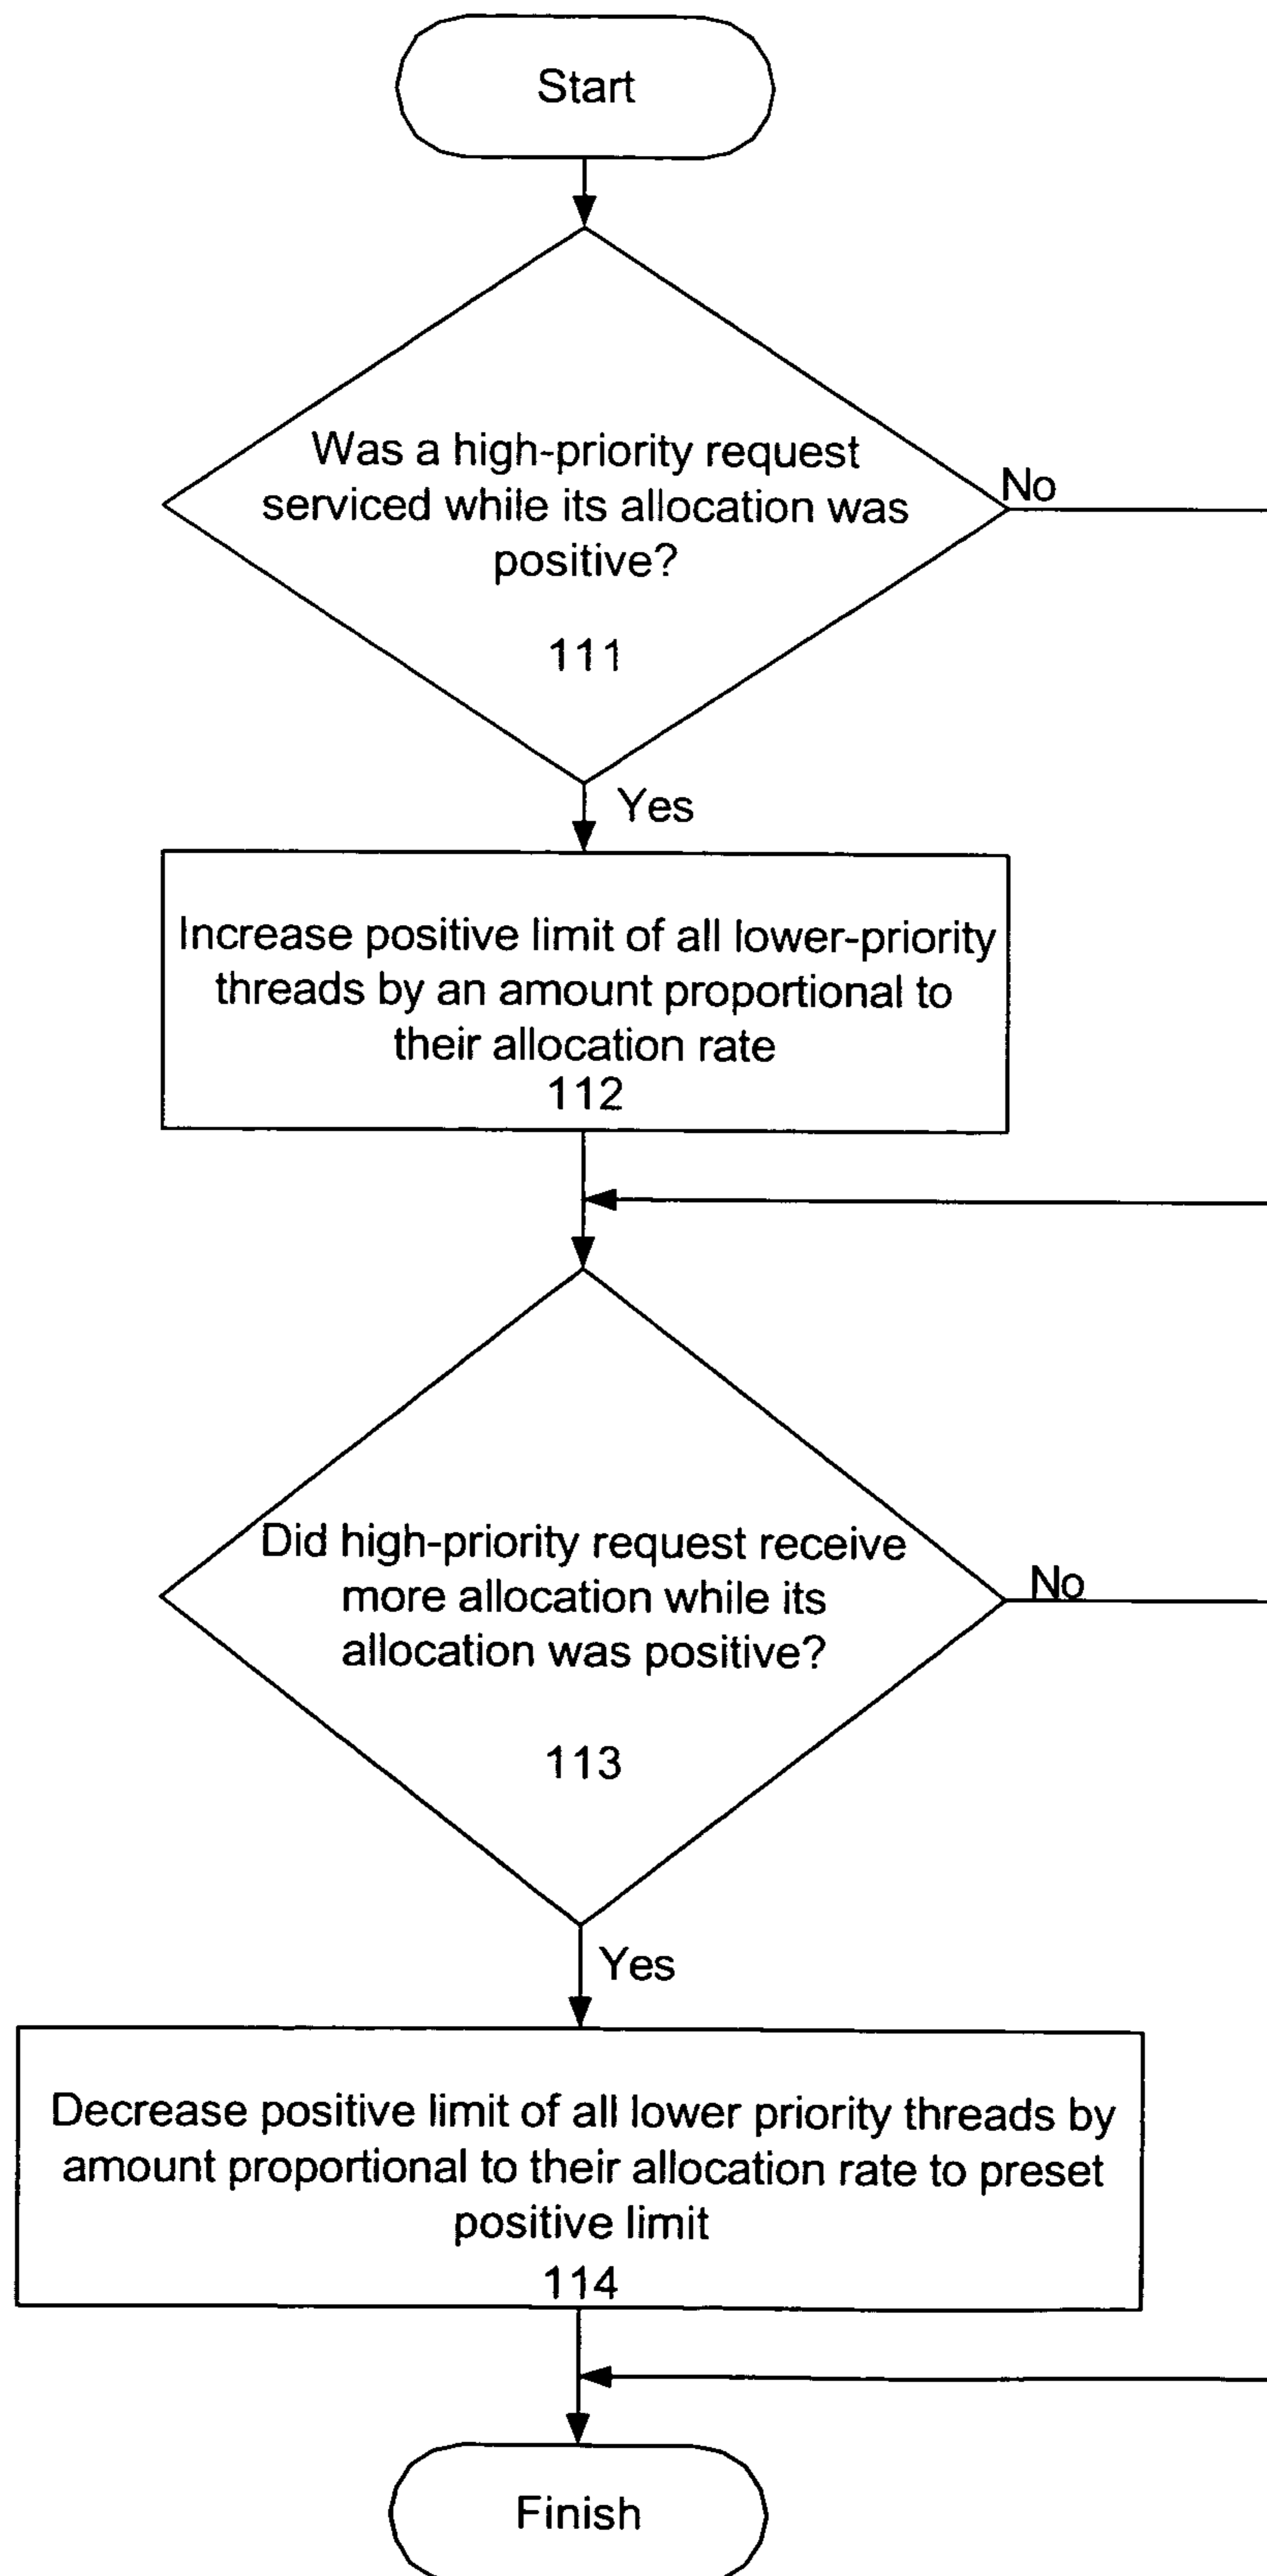 Start
Was a high-priority request
serviced while its allocation was
positive?
111
No
Yes
Increase positive limit of all lower-priority
threads by an amount proportional to
their allocation rate
112
Did high-priority request receive
more allocation while its
allocation was positive?
113
No
Yes
Decrease positive limit of all lower priority threads by
amount proportional to their allocation rate to preset
positive limit
114
Finish